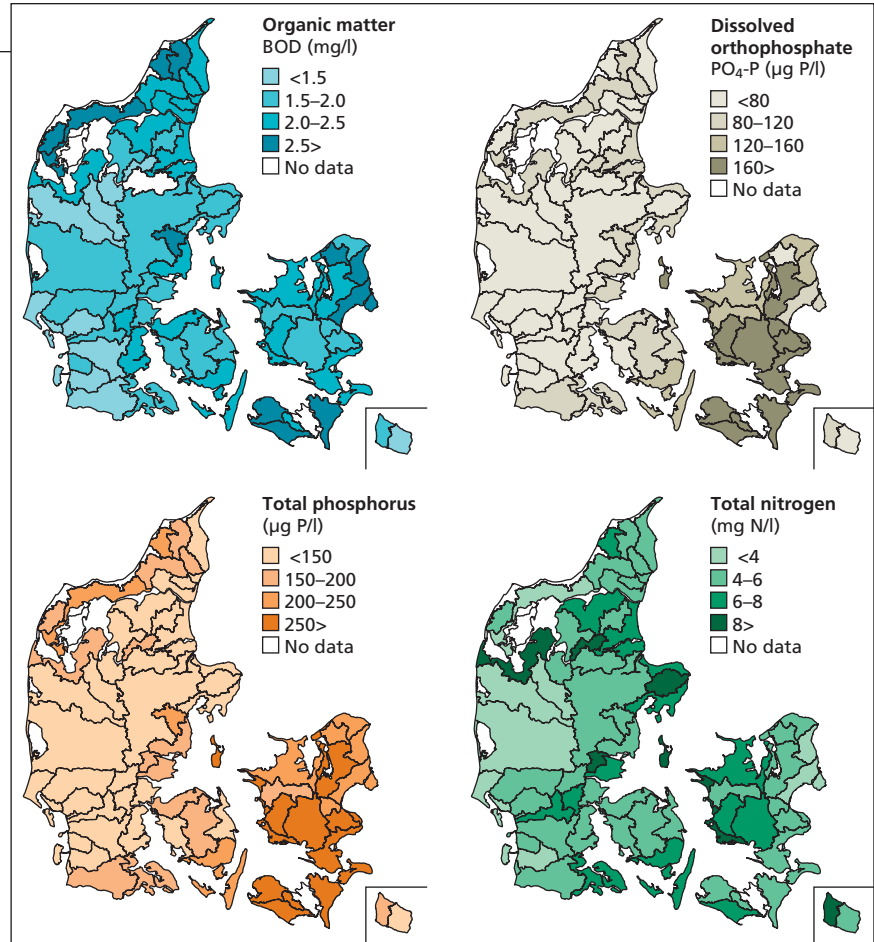 Organic matter
BOD (mg/l)
<1.5
1.5–2.0
2.0–2.5
2.5>
No data
Dissolved
orthophosphate
PO₄-P (µg P/l)
<80
80–120
120–160
160>
No data
Total phosphorus
(µg P/l)
<150
150–200
200–250
250>
No data
Total nitrogen
(mg N/l)
<4
4–6
6–8
8>
No data